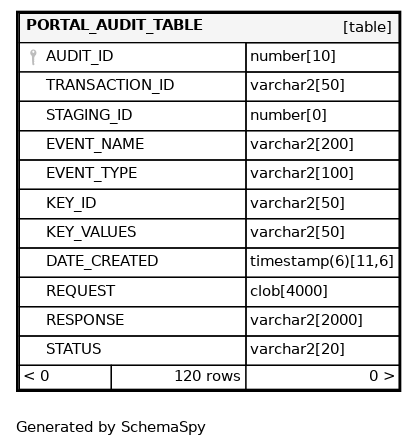 PORTAL_AUDIT_TABLE [table]
AUDIT_ID number[10]
TRANSACTION_ID varchar2[50]
STAGING_ID number[0]
EVENT_NAME varchar2[200]
EVENT_TYPE varchar2[100]
KEY_ID varchar2[50]
KEY_VALUES varchar2[50]
DATE_CREATED timestamp(6)[11,6]
REQUEST clob[4000]
RESPONSE varchar2[2000]
STATUS varchar2[20]
< 0 120 rows 0 >
Generated by SchemaSpy